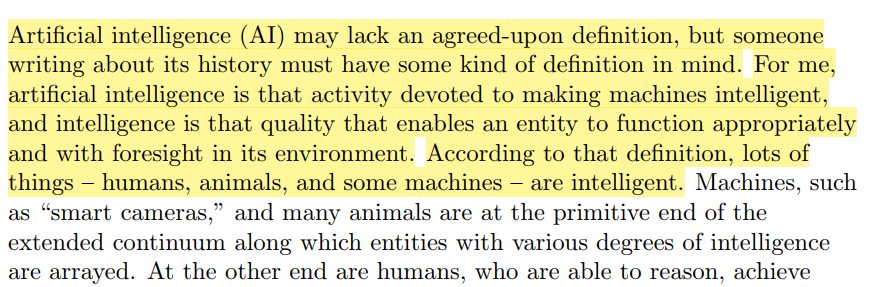 Artificial intelligence (AI) may lack an agreed-upon definition, but someone
writing about its history must have some kind of definition in mind. For me,
artificial intelligence is that activity devoted to making machines intelligent,
and intelligence is that quality that enables an entity to function appropriately
and with foresight in its environment. According to that definition, lots of
things – humans, animals, and some machines – are intelligent. Machines, such
as “smart cameras,” and many animals are at the primitive end of the
extended continuum along which entities with various degrees of intelligence
are arrayed. At the other end are humans, who are able to reason, achieve